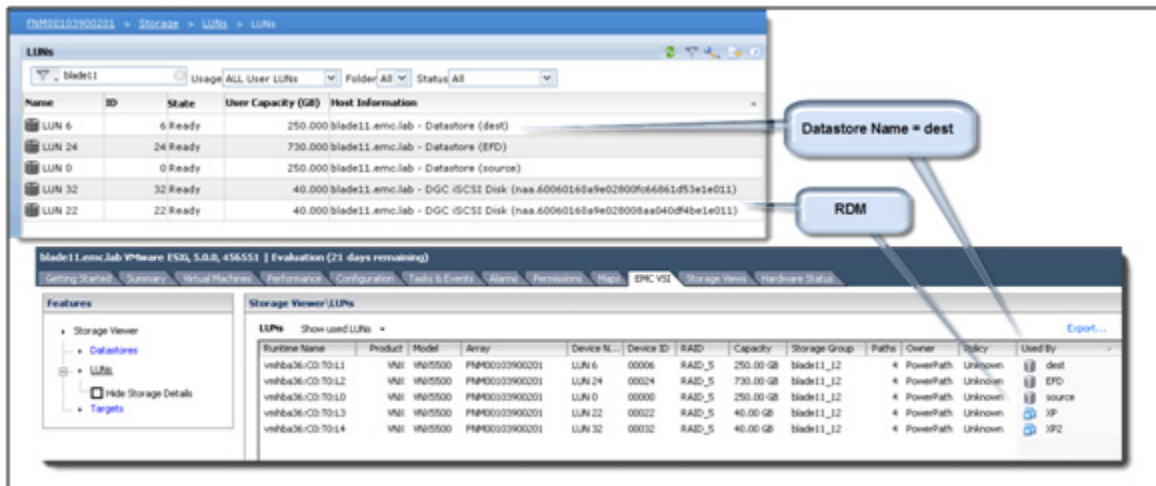 FNM00103900201 > Storage > LUNs > LUNs
LUNs
blade11 Usage ALL User LUNs Folder All Status All
Name ID State User Capacity (GB) Host Information
LUN 6 6 Ready 250.000 blade11.emc.lab - Datastore (dest)
LUN 24 24 Ready 730.000 blade11.emc.lab - Datastore (EFD)
LUN 0 0 Ready 250.000 blade11.emc.lab - Datastore (source)
LUN 32 32 Ready 40.000 blade11.emc.lab - DGC iSCSI Disk (naa.60060160a9e02800fc66861d53e1e011)
LUN 22 22 Ready 40.000 blade11.emc.lab - DGC iSCSI Disk (naa.60060160a9e028008aa040df4be1e011)
Datastore Name = dest
RDM
blade11.emc.lab VMware ESXi, 5.0.0, 456551 | Evaluation (21 days remaining)
Getting Started Summary Virtual Machines Performance Configuration Tasks & Events Alarms Permissions Maps EMC VSI Storage Views Hardware Status
Features
Storage Viewer
Datastores
LUNs
Hide Storage Details
Targets
Storage Viewer\LUNs
LUNs Show used LUNs Export...
Runtime Name Product Model Array Device N... Device ID RAID Capacity Storage Group Paths Owner Policy Used By
vmhba36:C0:T0:L1 VNX VNX5500 FNM00103900201 LUN 6 00006 RAID_5 250.00 GB blade11_12 4 PowerPath Unknown dest
vmhba36:C0:T0:L2 VNX VNX5500 FNM00103900201 LUN 24 00024 RAID_5 730.00 GB blade11_12 4 PowerPath Unknown EFD
vmhba36:C0:T0:L0 VNX VNX5500 FNM00103900201 LUN 0 00000 RAID_5 250.00 GB blade11_12 4 PowerPath Unknown source
vmhba36:C0:T0:L3 VNX VNX5500 FNM00103900201 LUN 22 00022 RAID_5 40.00 GB blade11_12 4 PowerPath Unknown XP
vmhba36:C0:T0:L4 VNX VNX5500 FNM00103900201 LUN 32 00032 RAID_5 40.00 GB blade11_12 4 PowerPath Unknown XP2